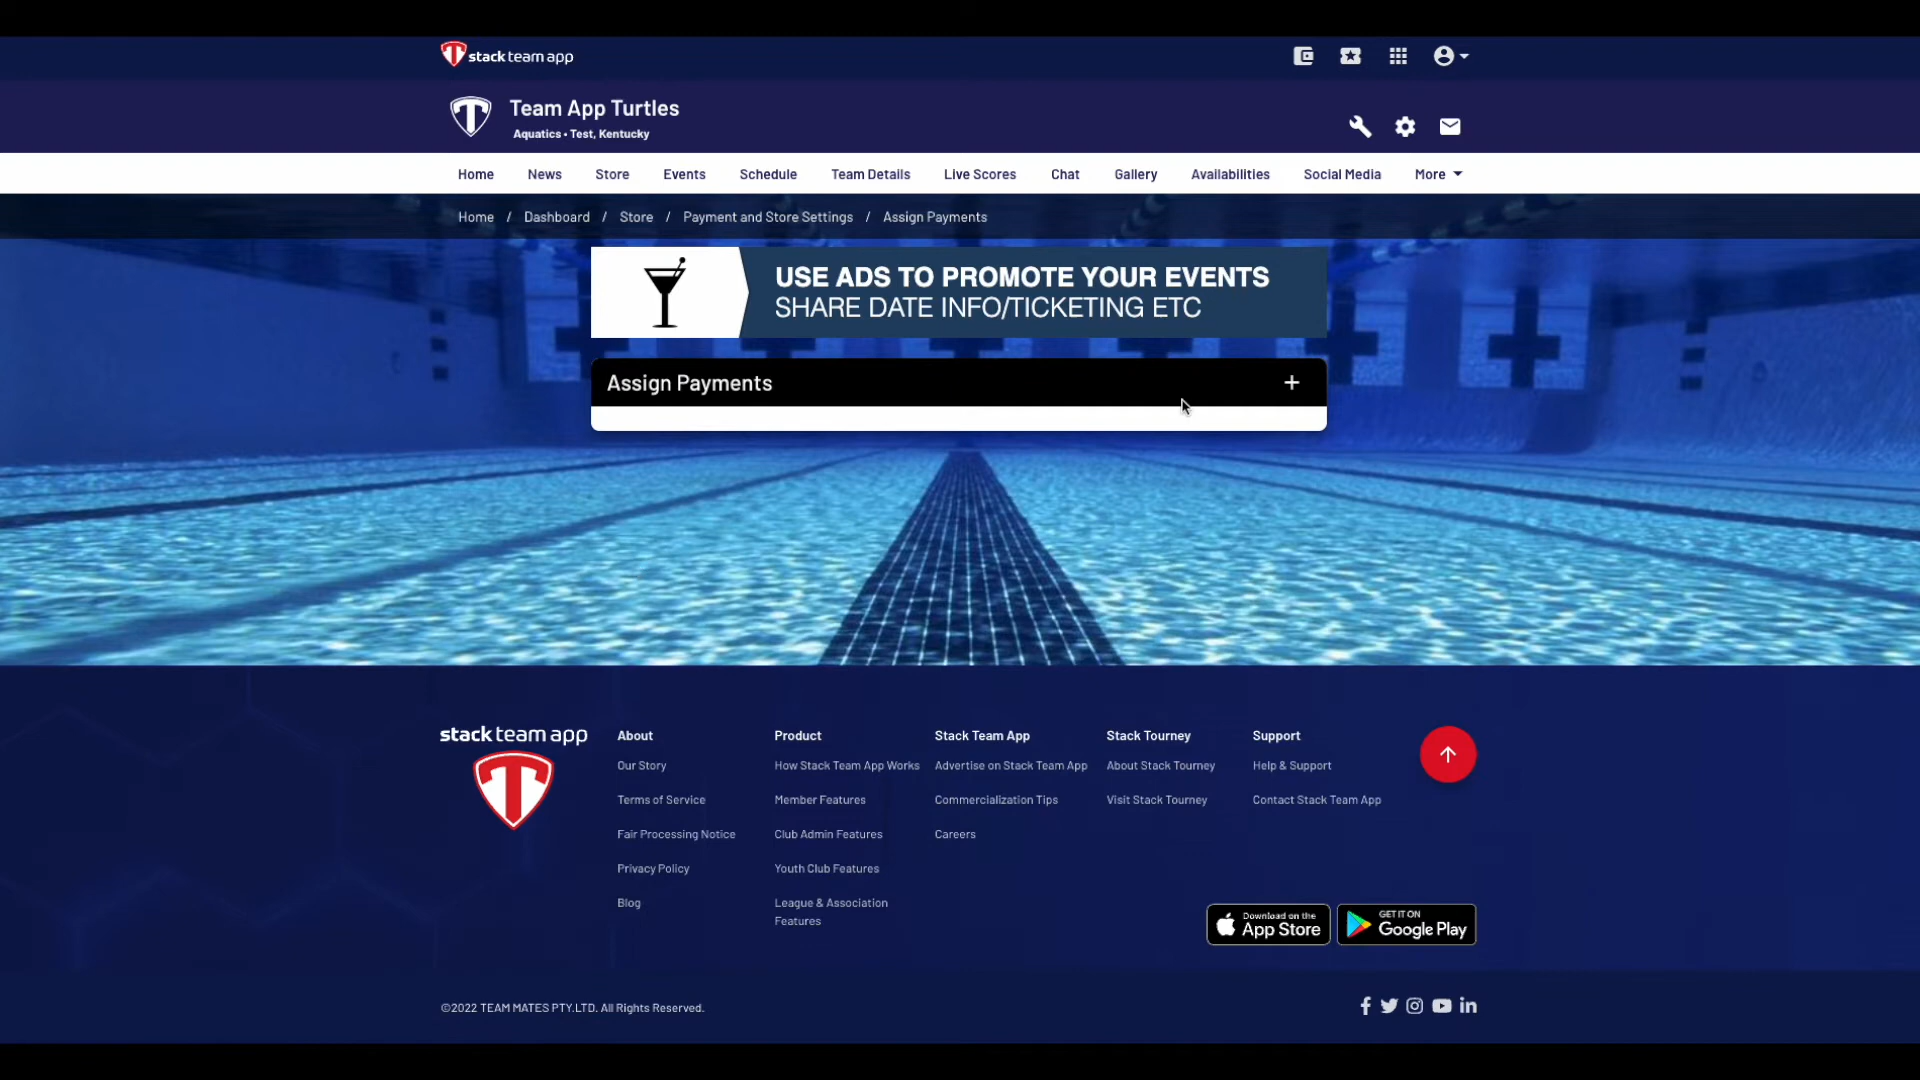 stack team app
Team App Turtles
Aquatics • Test, Kentucky
Home News Store Events Schedule Team Details Live Scores Chat Gallery Availabilities Social Media More
Home / Dashboard / Store / Payment and Store Settings / Assign Payments
USE ADS TO PROMOTE YOUR EVENTS
SHARE DATE INFO/TICKETING ETC
Assign Payments +
stack team app
About
Our Story
Terms of Service
Fair Processing Notice
Privacy Policy
Blog
Product
How Stack Team App Works
Member Features
Club Admin Features
Youth Club Features
League & Association
Features
Stack Team App
Advertise on Stack Team App
Commercialization Tips
Careers
Stack Tourney
About Stack Tourney
Visit Stack Tourney
Support
Help & Support
Contact Stack Team App
Download on the
App Store
GET IT ON
Google Play
©2022 TEAM MATES PTY.LTD. All Rights Reserved.